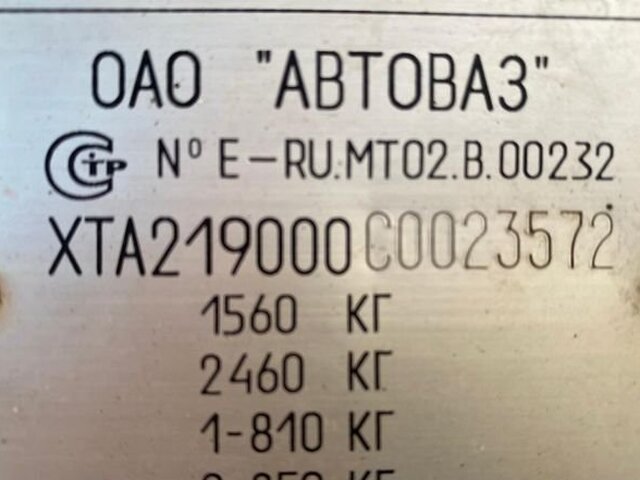 ОАО "АВТОВАЗ"
№ E-RU.MT02.B.00232
XTA219000C0023572
1560 КГ
2460 КГ
1-810 КГ